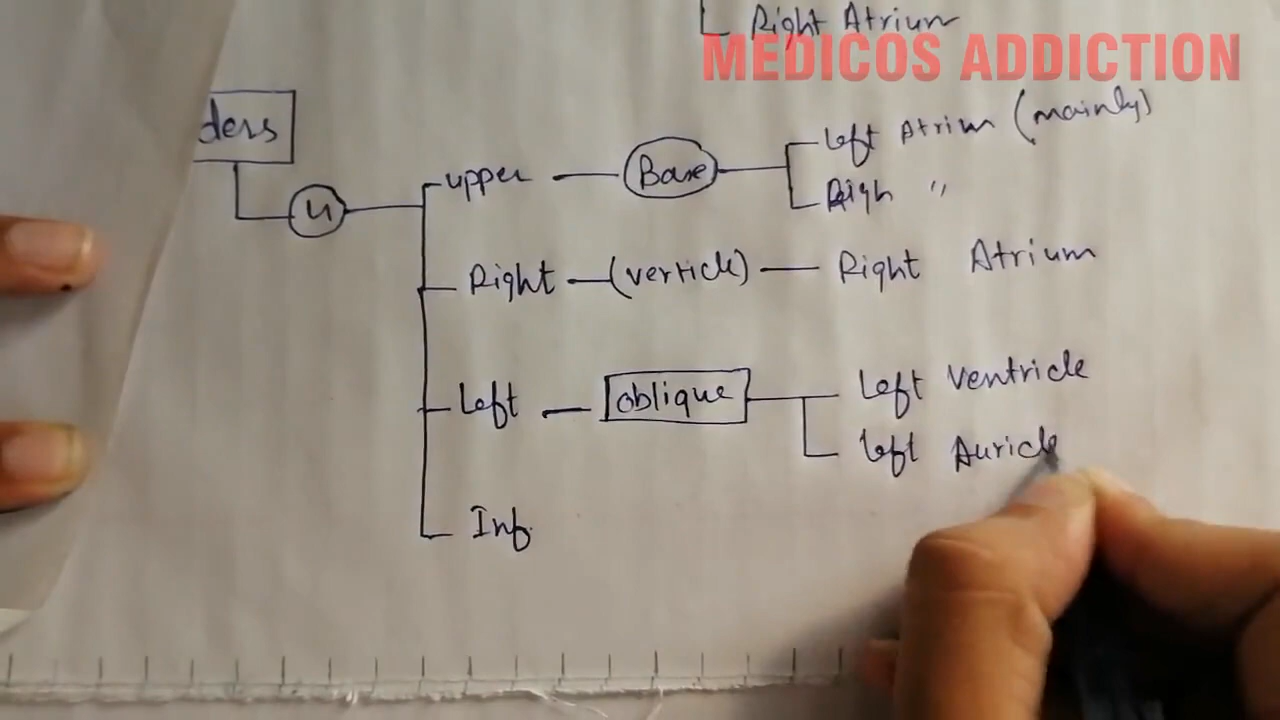 Right Atrium
MEDICOS ADDICTION
ders
4
upper
Base
Left Atrium (mainly)
Righ "
Right (verticle) Right Atrium
Left oblique Left ventricle
Left Auricle
Inf.